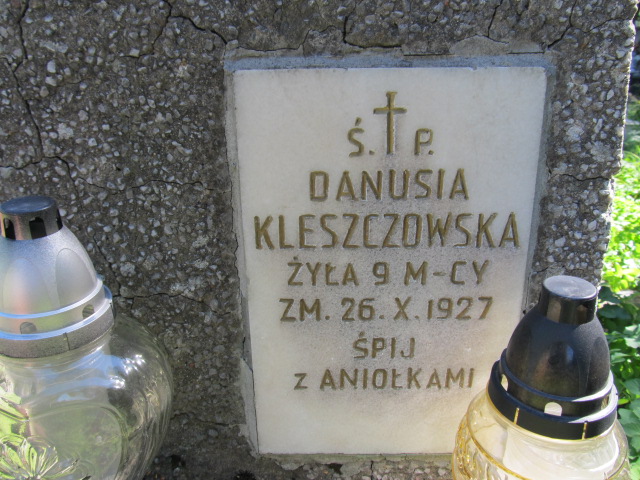 Ś. P.
DANUSIA
KLESZCZOWSKA
ŻYŁA 9 M-CY
ZM. 26.X.1927
ŚPIJ
Z ANIOŁKAMI